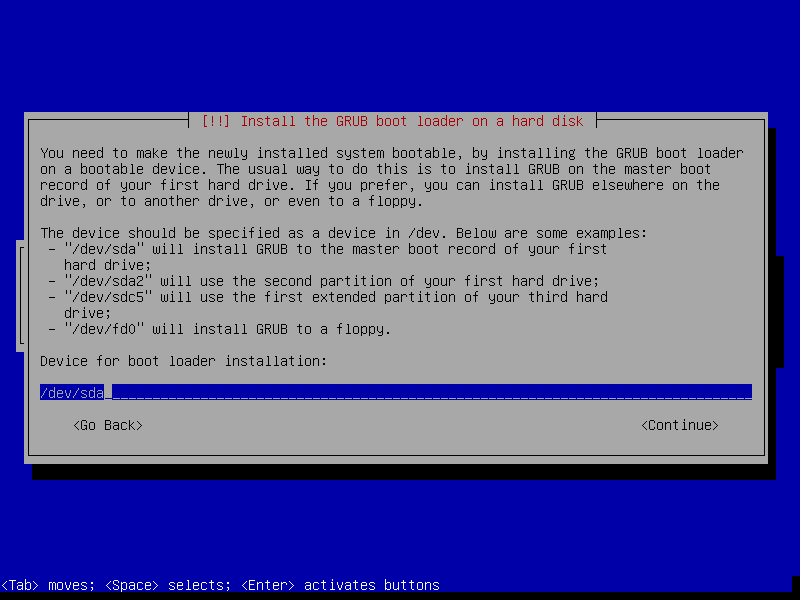 [!!] Install the GRUB boot loader on a hard disk
You need to make the newly installed system bootable, by installing the GRUB boot loader
on a bootable device. The usual way to do this is to install GRUB on the master boot
record of your first hard drive. If you prefer, you can install GRUB elsewhere on the
drive, or to another drive, or even to a floppy.
The device should be specified as a device in /dev. Below are some examples:
- "/dev/sda" will install GRUB to the master boot record of your first
hard drive;
- "/dev/sda2" will use the second partition of your first hard drive;
- "/dev/sdc5" will use the first extended partition of your third hard
drive;
- "/dev/fd0" will install GRUB to a floppy.
Device for boot loader installation:
/dev/sda
<Go Back> <Continue>
<Tab> moves; <Space> selects; <Enter> activates buttons